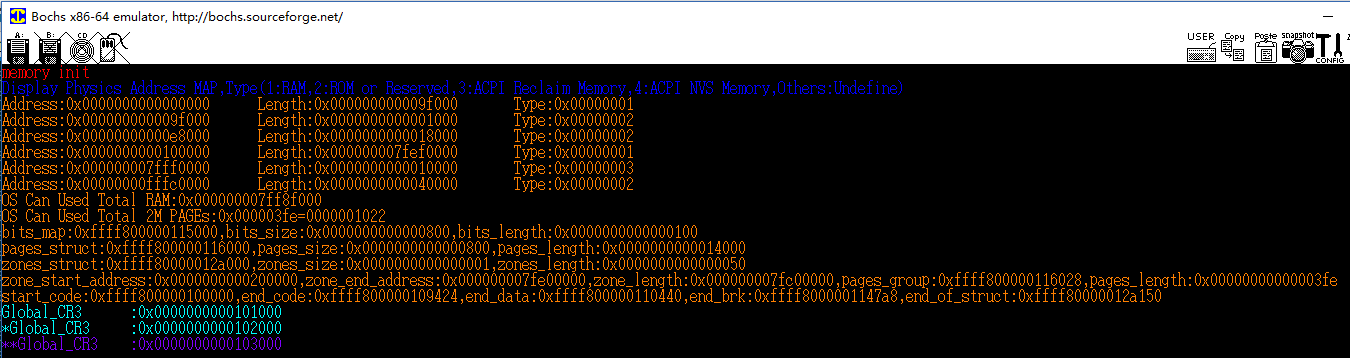 Bochs x86-64 emulator, http://bochs.sourceforge.net/
A: B: CD USER Copy Paste snapshot CONFIG
memory init
Display Physics Address MAP,Type(1:RAM,2:ROM or Reserved,3:ACPI Reclaim Memory,4:ACPI NVS Memory,Others:Undefine)
Address:0x0000000000000000 Length:0x000000000009f000 Type:0x00000001
Address:0x000000000009f000 Length:0x0000000000001000 Type:0x00000002
Address:0x00000000000e8000 Length:0x0000000000018000 Type:0x00000002
Address:0x0000000000100000 Length:0x000000007fef0000 Type:0x00000001
Address:0x000000007fff0000 Length:0x0000000000010000 Type:0x00000003
Address:0x00000000fffc0000 Length:0x0000000000040000 Type:0x00000002
OS Can Used Total RAM:0x000000007ff8f000
OS Can Used Total 2M PAGEs:0x000003fe=0000001022
bits_map:0xffff800000115000,bits_size:0x0000000000000800,bits_length:0x0000000000000100
pages_struct:0xffff800000116000,pages_size:0x0000000000000800,pages_length:0x0000000000014000
zones_struct:0xffff80000012a000,zones_size:0x0000000000000001,zones_length:0x0000000000000050
zone_start_address:0x0000000000200000,zone_end_address:0x000000007fe00000,zone_length:0x000000007fc00000,pages_group:0xffff800000116028,pages_length:0x00000000000003fe
start_code:0xffff800000100000,end_code:0xffff800000109424,end_data:0xffff800000110440,end_brk:0xffff8000001147a8,end_of_struct:0xffff80000012a150
Global_CR3 :0x0000000000101000
*Global_CR3 :0x0000000000102000
**Global_CR3 :0x0000000000103000